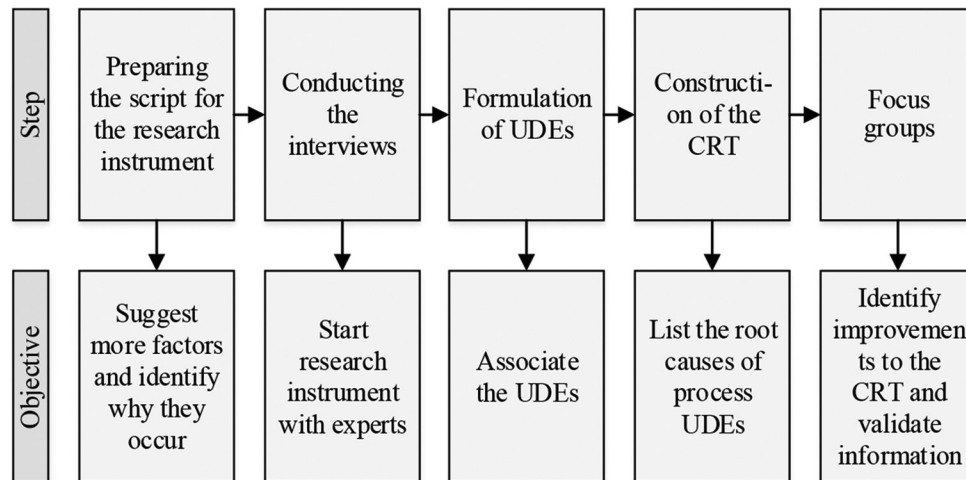 Step
Preparing
the script for
the research
instrument
Conducting
the
interviews
Formulation
of UDEs
Constructi-
on of the
CRT
Focus
groups
Objective
Suggest
more factors
and identify
why they
occur
Start
research
instrument
with experts
Associate
the UDEs
List the root
causes of
process
UDEs
Identify
improvemen
ts to the
CRT and
validate
information